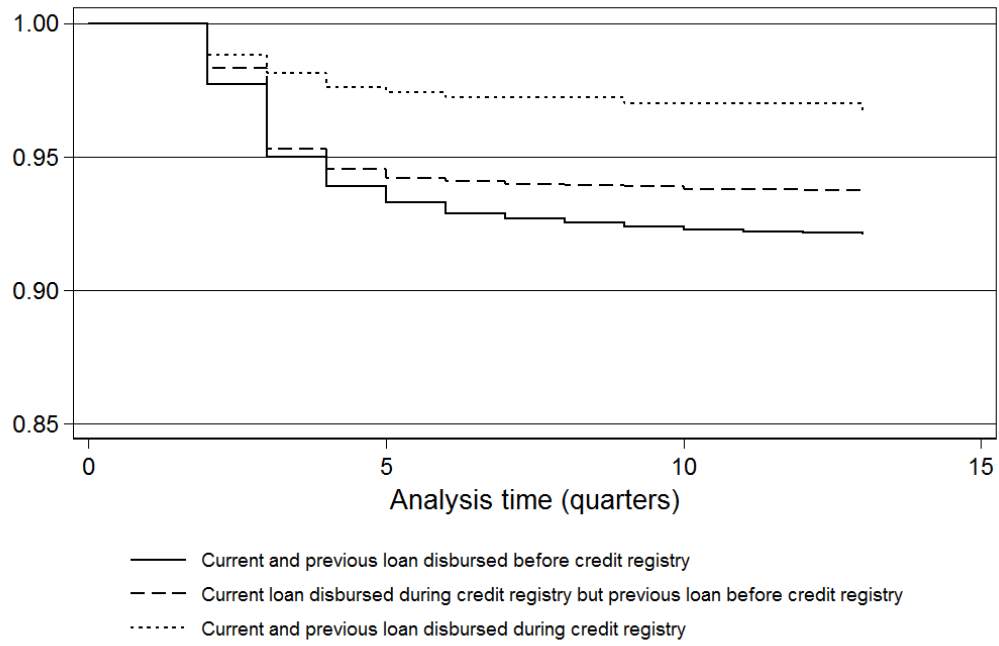 1.00
0.95
0.90
0.85
0 5 10 15
Analysis time (quarters)
Current and previous loan disbursed before credit registry
Current loan disbursed during credit registry but previous loan before credit registry
Current and previous loan disbursed during credit registry